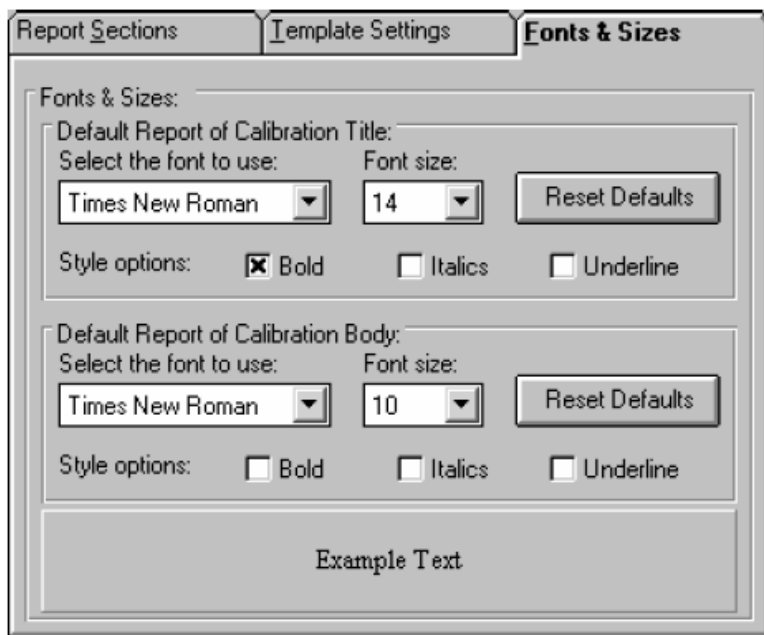 Report Sections Template Settings Fonts & Sizes
Fonts & Sizes:
Default Report of Calibration Title:
Select the font to use: Font size:
Times New Roman 14 Reset Defaults
Style options: Bold Italics Underline
Default Report of Calibration Body:
Select the font to use: Font size:
Times New Roman 10 Reset Defaults
Style options: Bold Italics Underline
Example Text